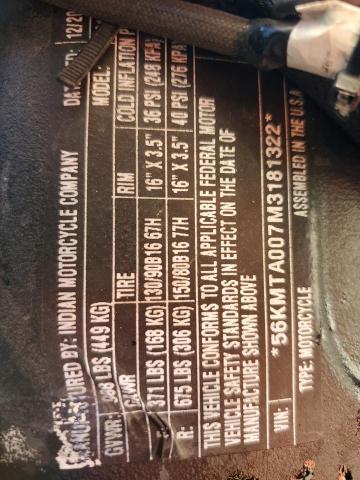 MANUFACTURED BY: INDIAN MOTORCYCLE COMPANY DATE: 12/20
GVWR: 988 LBS (449 KG) MODEL:
GAWR TIRE RIM COLD INFLATION P
371 LBS (168 KG) 130/90B16 67H 16" X 3.5" 36 PSI (248 KPA
R: 675 LBS (306 KG) 150/80B16 77H 16" X 3.5" 40 PSI (276 KPA
THIS VEHICLE CONFORMS TO ALL APPLICABLE FEDERAL MOTOR
VEHICLE SAFETY STANDARDS IN EFFECT ON THE DATE OF
MANUFACTURE SHOWN ABOVE
VIN: *56KMTA007M3181322*
TYPE: MOTORCYCLE ASSEMBLED IN THE U.S.A